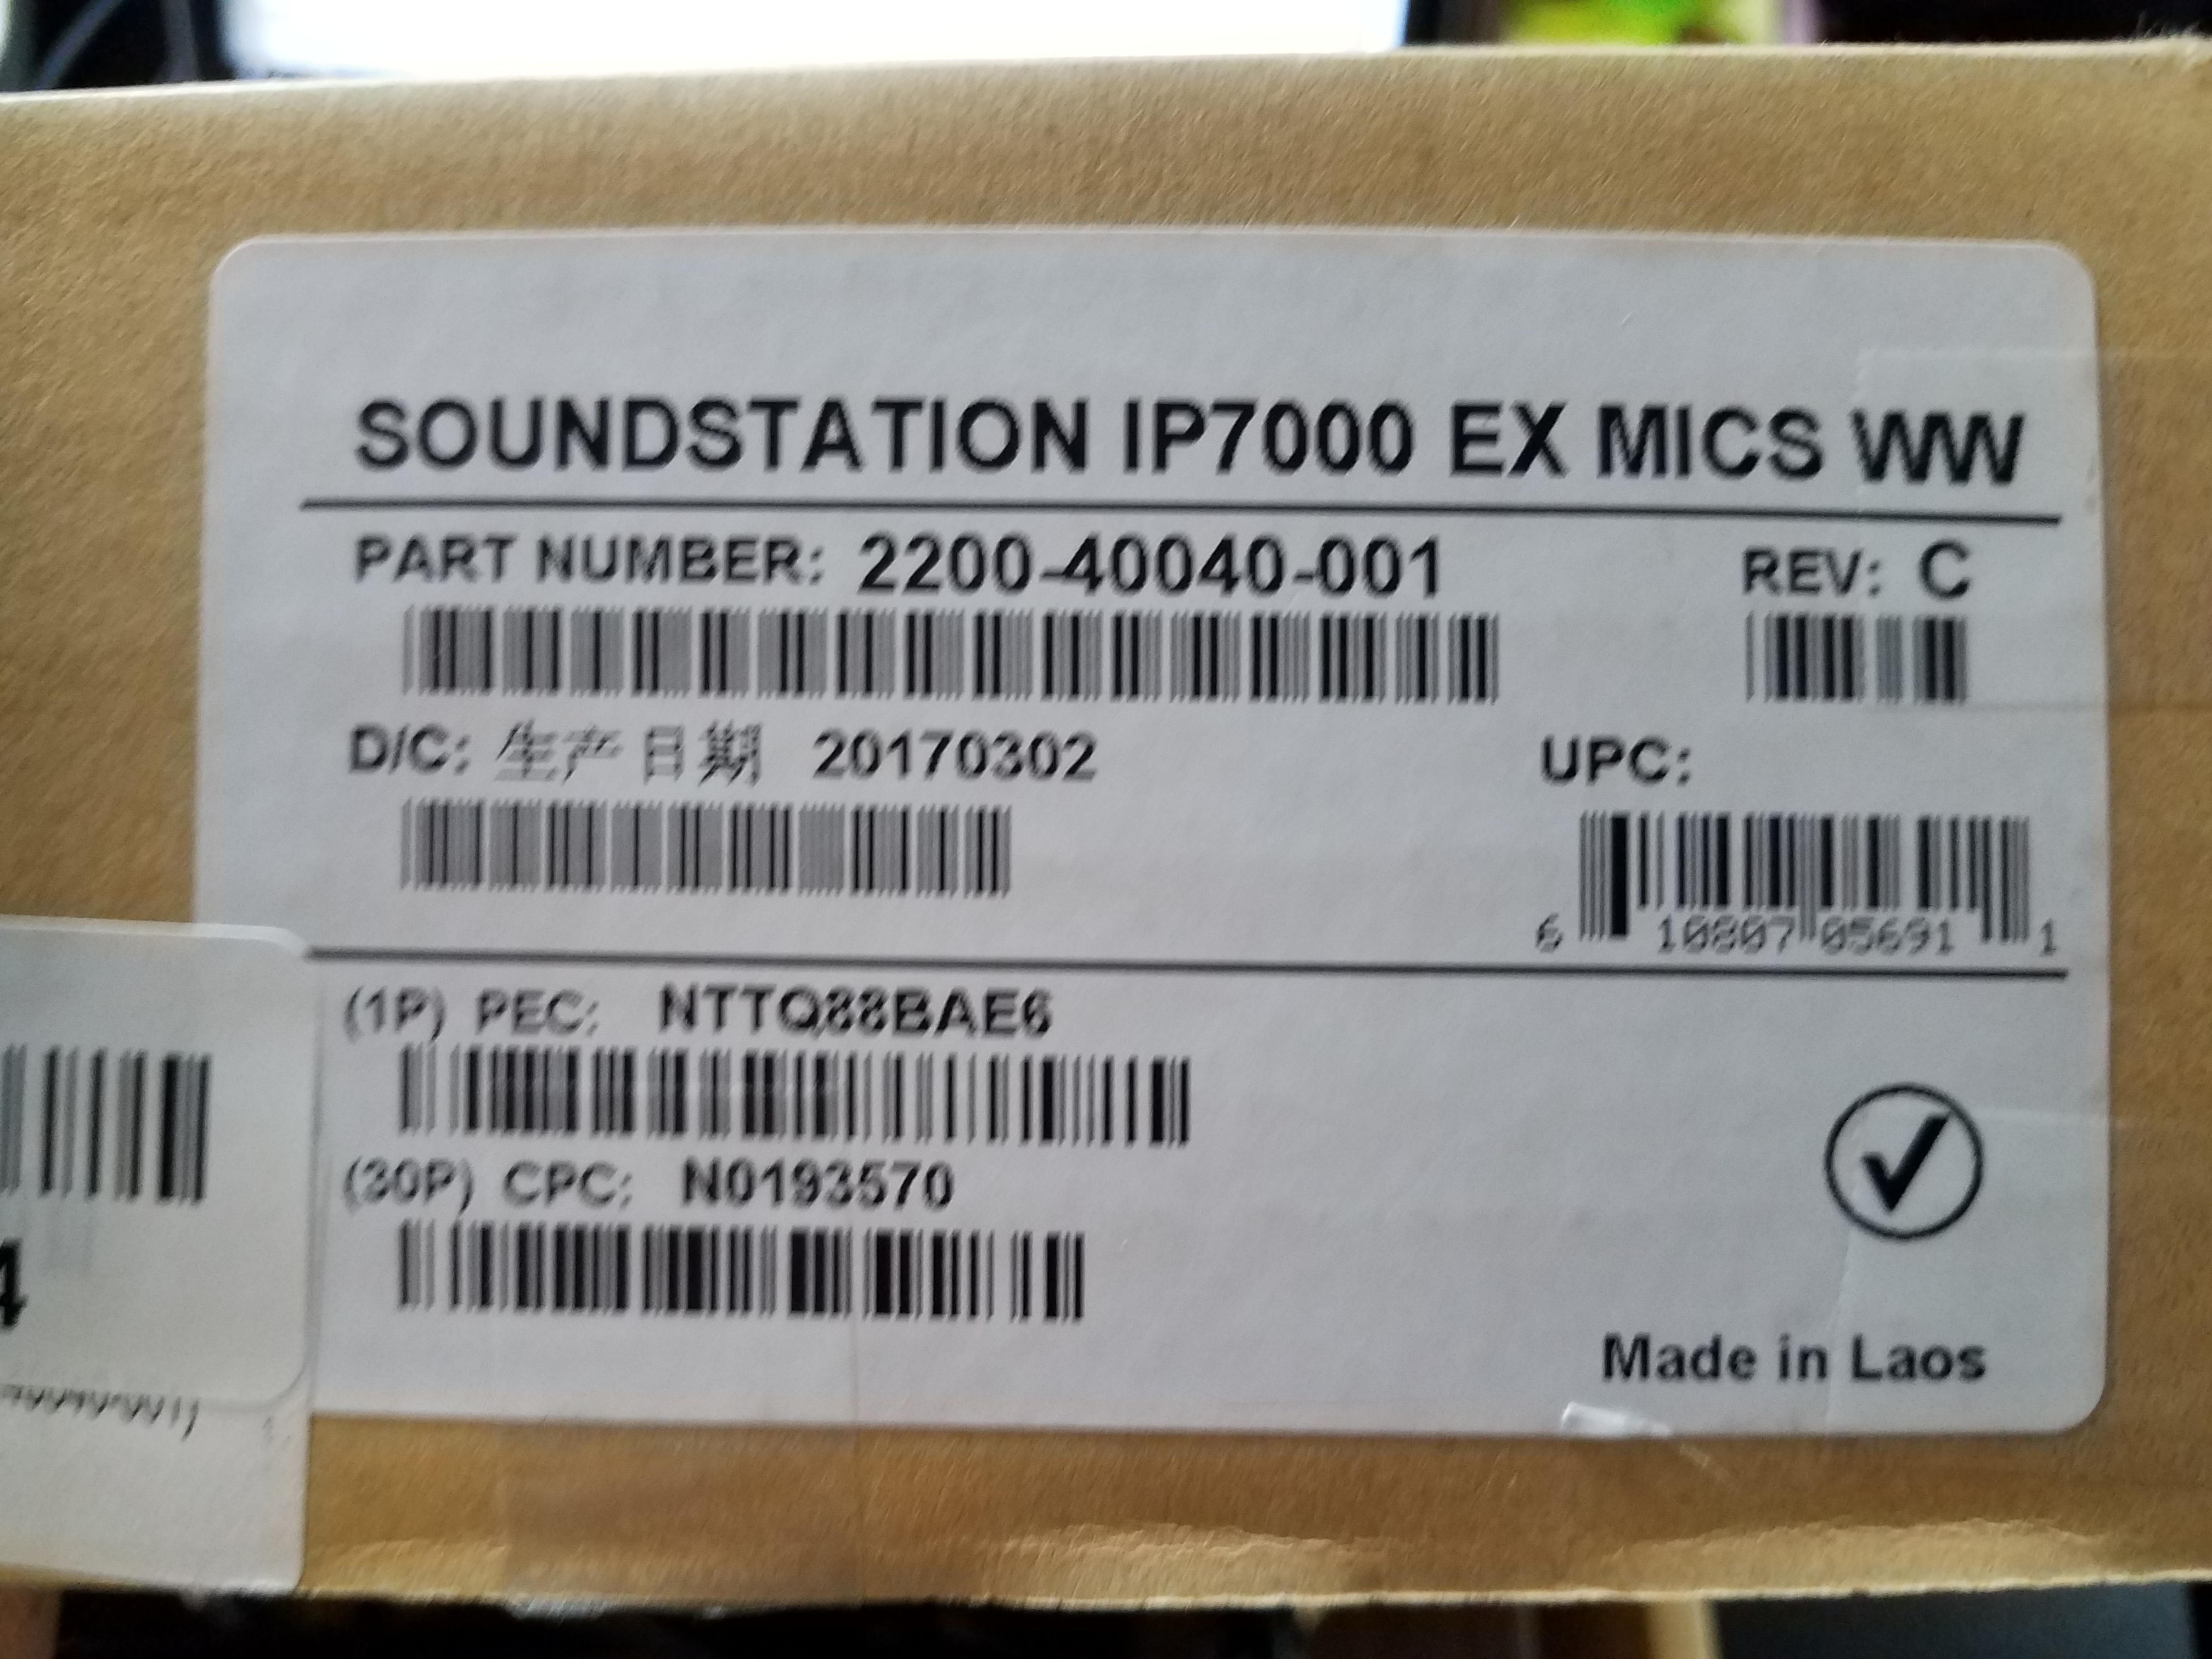 SOUNDSTATION IP7000 EX MICS WW
PART NUMBER: 2200-40040-001
REV: C
D/C: 生产日期 20170302
UPC:
6 10807 05691 1
(1P) PEC: NTTQ88BAE6
(30P) CPC: N0193570
4
Made in Laos